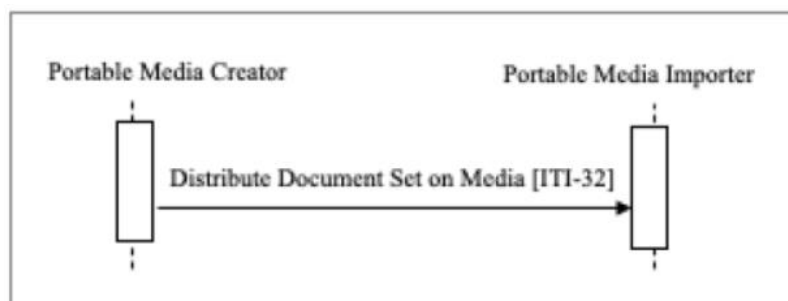 Portable Media Creator
Portable Media Importer
Distribute Document Set on Media [ITI-32]